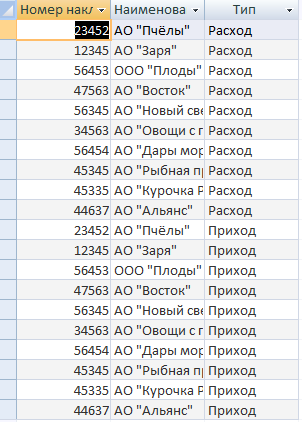 Номер накл Наименова Тип
23452 АО "Пчёлы" Расход
12345 АО "Заря" Расход
56453 ООО "Плоды" Расход
47563 АО "Восток" Расход
56345 АО "Новый све Расход
34563 АО "Овощи с г Расход
56454 АО "Дары мор Расход
45345 АО "Рыбная пр Расход
45335 АО "Курочка Р Расход
44637 АО "Альянс" Расход
23452 АО "Пчёлы" Приход
12345 АО "Заря" Приход
56453 ООО "Плоды" Приход
47563 АО "Восток" Приход
56345 АО "Новый све Приход
34563 АО "Овощи с г Приход
56454 АО "Дары мор Приход
45345 АО "Рыбная пр Приход
45335 АО "Курочка Р Приход
44637 АО "Альянс" Приход